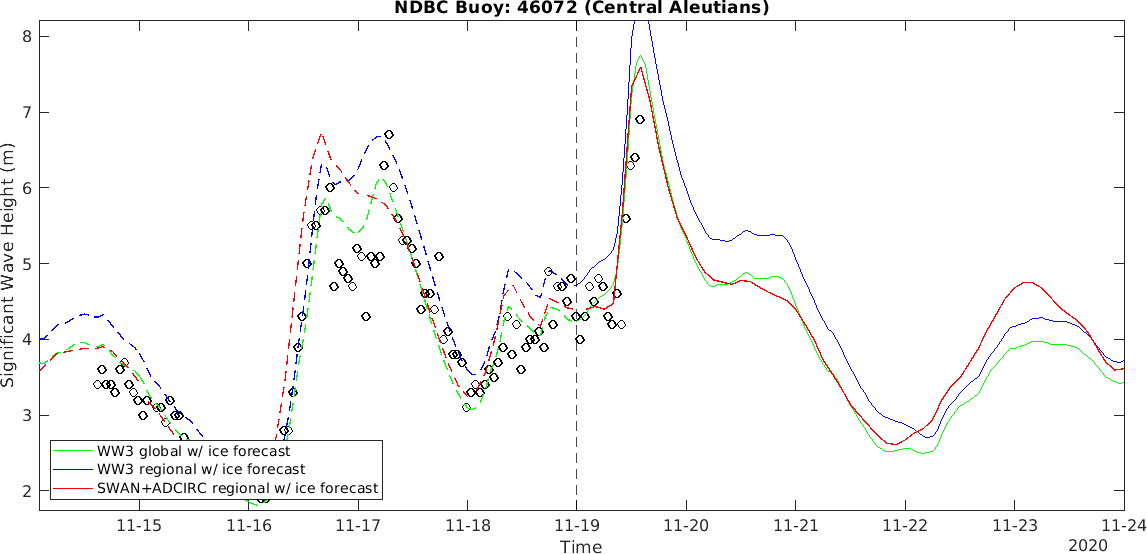 NDBC Buoy: 46072 (Central Aleutians)
Significant Wave Height (m)
8
7
6
5
4
3
2
WW3 global w/ ice forecast
WW3 regional w/ ice forecast
SWAN+ADCIRC regional w/ ice forecast
11-15 11-16 11-17 11-18 11-19 11-20 11-21 11-22 11-23 11-24
Time
2020